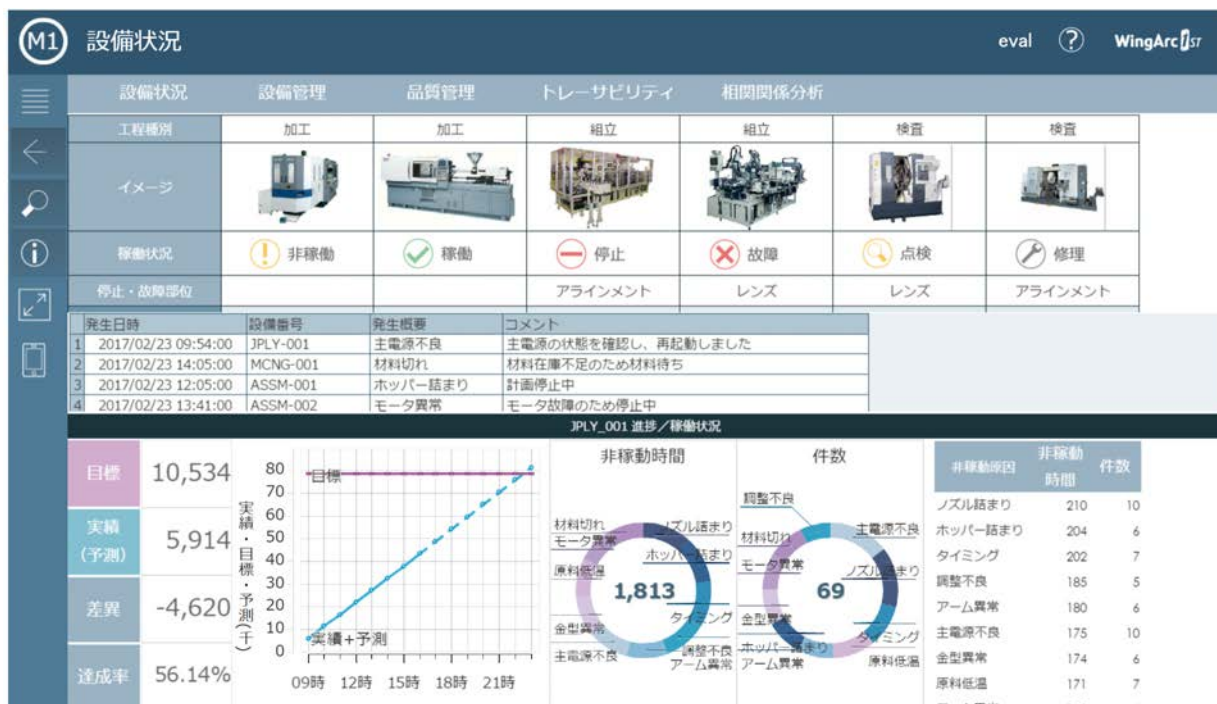 M1 設備状況 eval ? WingArc 1ST
設備状況 設備管理 品質管理 トレーサビリティ 相関関係分析
工程種別 加工 加工 組立 組立 検査 検査
イメージ
稼働状況 非稼働 稼働 停止 故障 点検 修理
停止・故障部位 アラインメント レンズ レンズ アラインメント
発生日時 設備番号 発生概要 コメント
1 2017/02/23 09:54:00 JPLY-001 主電源不良 主電源の状態を確認し、再起動しました
2 2017/02/23 14:05:00 MCNG-001 材料切れ 材料在庫不足のため材料待ち
3 2017/02/23 12:05:00 ASSM-001 ホッパー詰まり 計画停止中
4 2017/02/23 13:41:00 ASSM-002 モータ異常 モータ故障のため停止中
JPLY_001 進捗／稼働状況
目標 10,534
実績
(予測) 5,914
差異 -4,620
達成率 56.14%
実績・目標・予測(千)
80
70
60
50
40
30
20
10
0
目標
実績+予測
09時 12時 15時 18時 21時
非稼動時間
材料切れ
モータ異常
原料低温
金型異常
主電源不良
ノズル詰まり
ホッパー詰まり
タイミング
調整不良
アーム異常
1,813
件数
調整不良
材料切れ
モータ異常
金型異常
ホッパー詰まり
アーム異常
主電源不良
ノズル詰まり
タイミング
原料低温
69
非稼動原因 非稼動時間 件数
ノズル詰まり 210 10
ホッパー詰まり 204 6
タイミング 202 7
調整不良 185 5
アーム異常 180 6
主電源不良 175 10
金型異常 174 6
原料低温 171 7